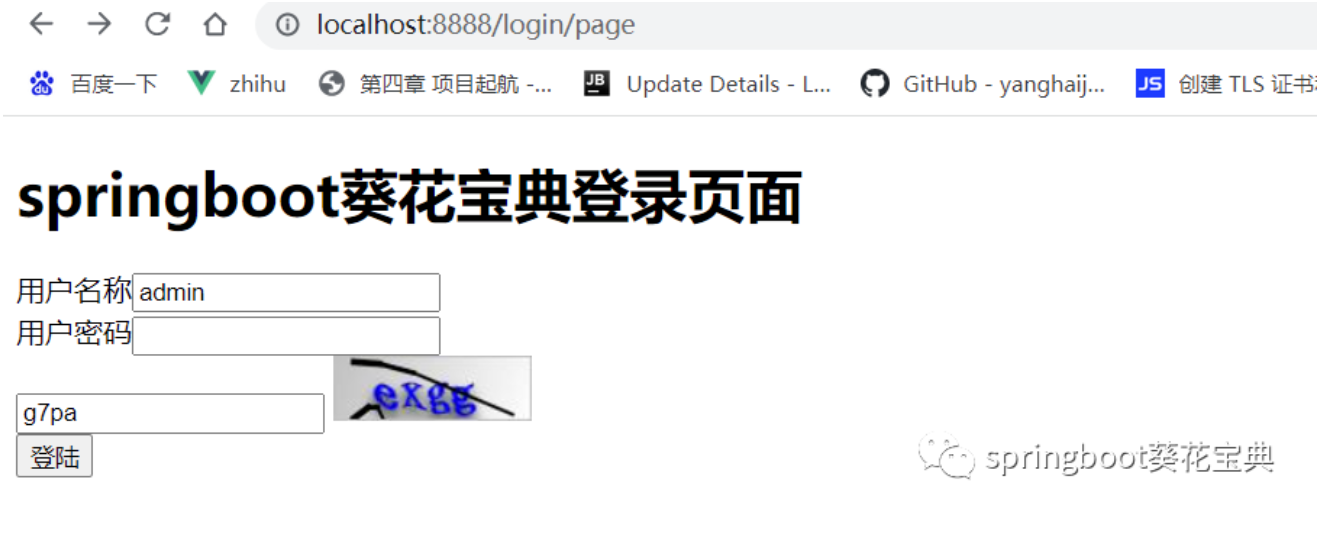 localhost:8888/login/page
百度一下 zhihu 第四章 项目起航 -... Update Details - L... GitHub - yanghaij... 创建 TLS 证书
springboot葵花宝典登录页面
用户名称 admin
用户密码
exgg
g7pa
登陆
springboot葵花宝典